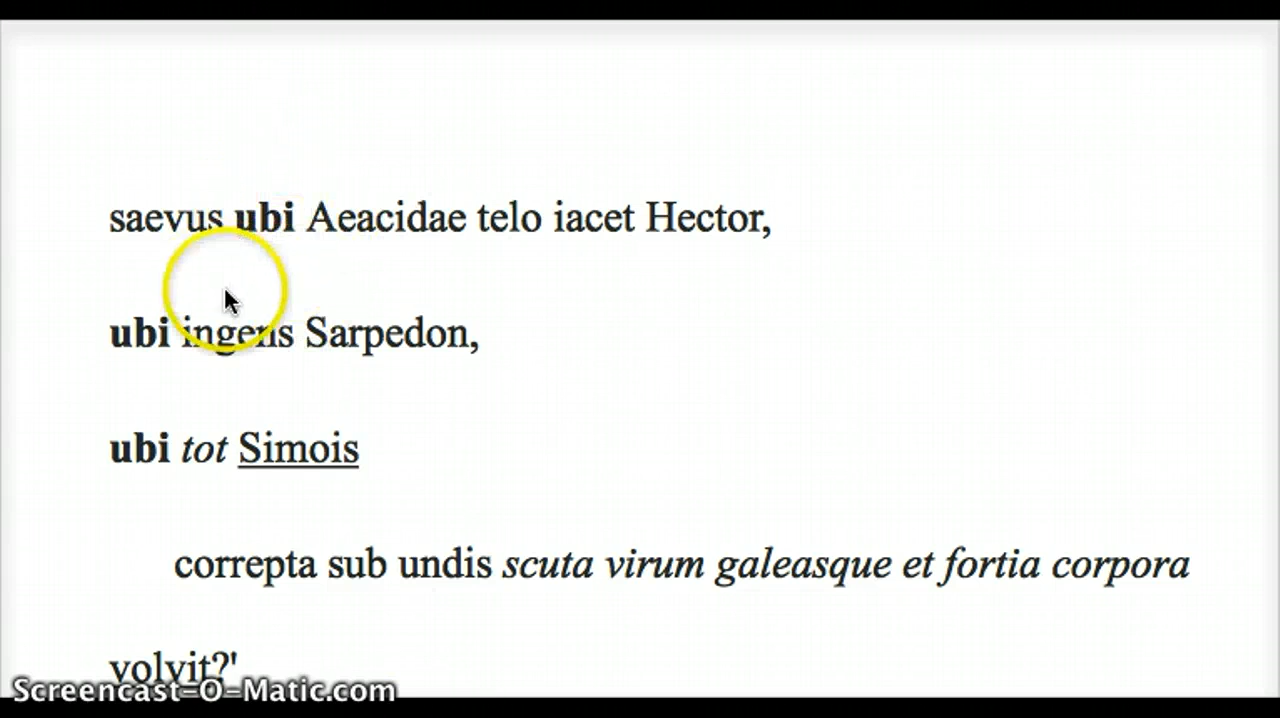 saevus ubi Aeacidae telo iacet Hector,
ubi ingens Sarpedon,
ubi tot Simois
correpta sub undis scuta virum galeasque et fortia corpora
volvit?'
Screencast-O-Matic.com